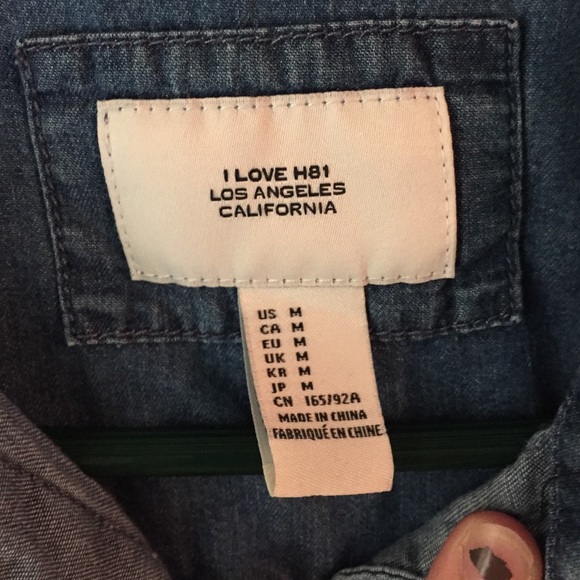 I LOVE H81
LOS ANGELES
CALIFORNIA
US M
CA M
EU M
UK M
KR M
JP M
CN 165/92A
MADE IN CHINA
FABRIQUÉ EN CHINE